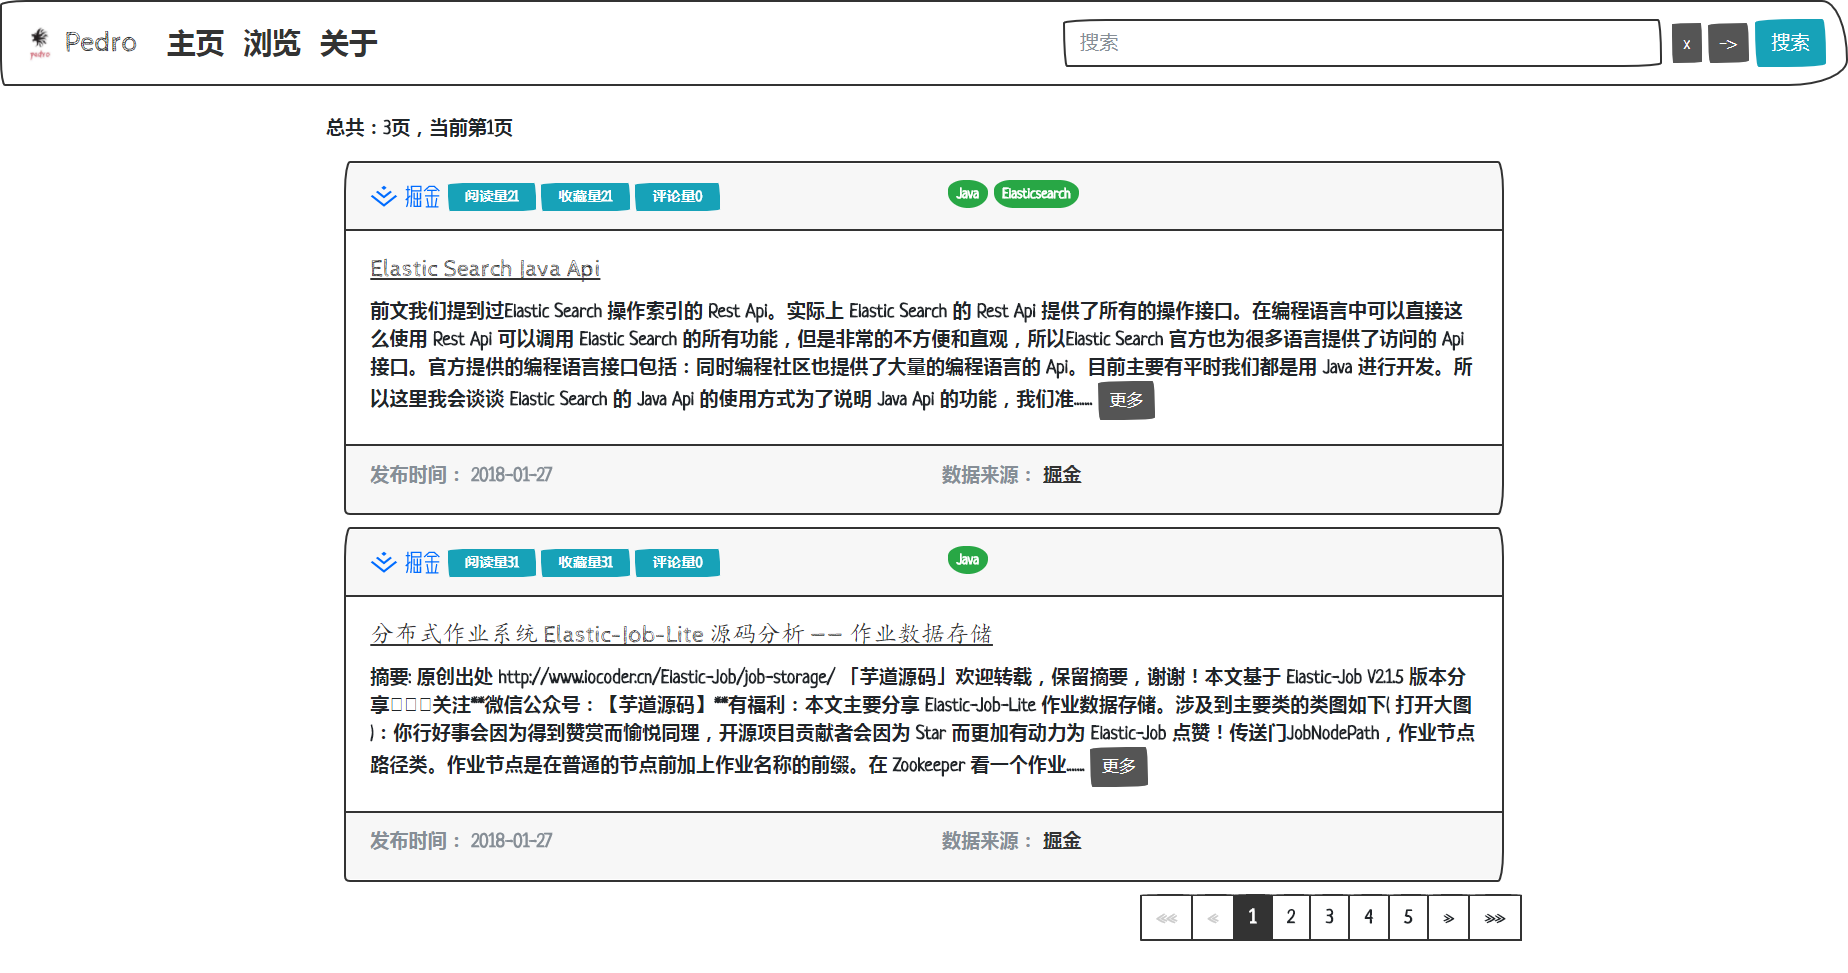 pedro Pedro 主页 浏览 关于 搜索 x -> 搜索
总共：3页，当前第1页
掘金 阅读量21 收藏量21 评论量0 Java Elasticsearch
Elastic Search Java Api
前文我们提到过Elastic Search 操作索引的 Rest Api。实际上 Elastic Search 的 Rest Api 提供了所有的操作接口。在编程语言中可以直接这
么使用 Rest Api 可以调用 Elastic Search 的所有功能，但是非常的不方便和直观，所以Elastic Search 官方也为很多语言提供了访问的 Api
接口。官方提供的编程语言接口包括：同时编程社区也提供了大量的编程语言的 Api。目前主要有平时我们都是用 Java 进行开发。所
以这里我会谈谈 Elastic Search 的 Java Api 的使用方式为了说明 Java Api 的功能，我们准...... 更多
发布时间： 2018-01-27 数据来源： 掘金
掘金 阅读量31 收藏量31 评论量0 Java
分布式作业系统 Elastic-Job-Lite 源码分析 —— 作业数据存储
摘要: 原创出处 http://www.iocoder.cn/Elastic-Job/job-storage/ 「芋道源码」欢迎转载，保留摘要，谢谢！本文基于 Elastic-Job V2.1.5 版本分
享□□□关注**微信公众号：【芋道源码】**有福利：本文主要分享 Elastic-Job-Lite 作业数据存储。涉及到主要类的类图如下( 打开大图
)：你行好事会因为得到赞赏而愉悦同理，开源项目贡献者会因为 Star 而更加有动力为 Elastic-Job 点赞！传送门JobNodePath，作业节点
路径类。作业节点是在普通的节点前加上作业名称的前缀。在 Zookeeper 看一个作业...... 更多
发布时间： 2018-01-27 数据来源： 掘金
«« « 1 2 3 4 5 » »»